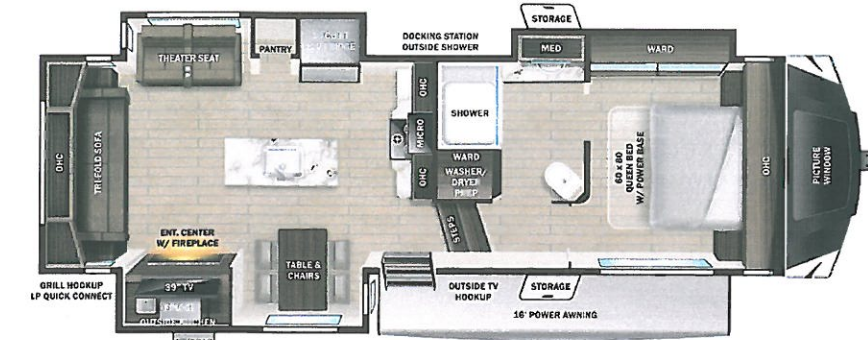 STORAGE
DOCKING STATION
OUTSIDE SHOWER
MED
WARD
THEATER SEAT
PANTRY
OHC
SHOWER
MICRO
OHC
TRI FOLD SOFA
OHC
WARD
WASHER/
DRYER
PREP
60 x 80
QUEEN BED
W/ POWER BASE
OHC
PICTURE
WINDOW
STEPS
ENT. CENTER
W/ FIREPLACE
TABLE &
CHAIRS
GRILL HOOKUP
LP QUICK CONNECT
39" TV
OUTSIDE KITCHEN
OUTSIDE TV
HOOKUP
STORAGE
16' POWER AWNING